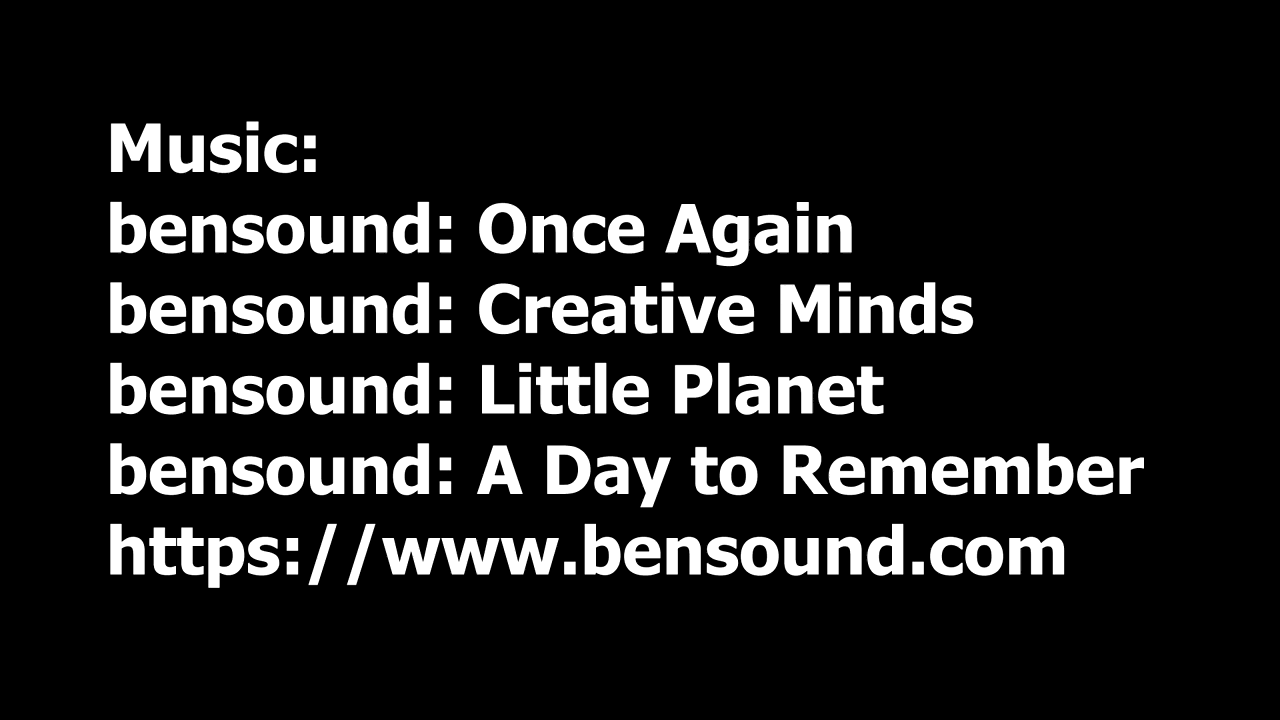 Music:
bensound: Once Again
bensound: Creative Minds
bensound: Little Planet
bensound: A Day to Remember
https://www.bensound.com